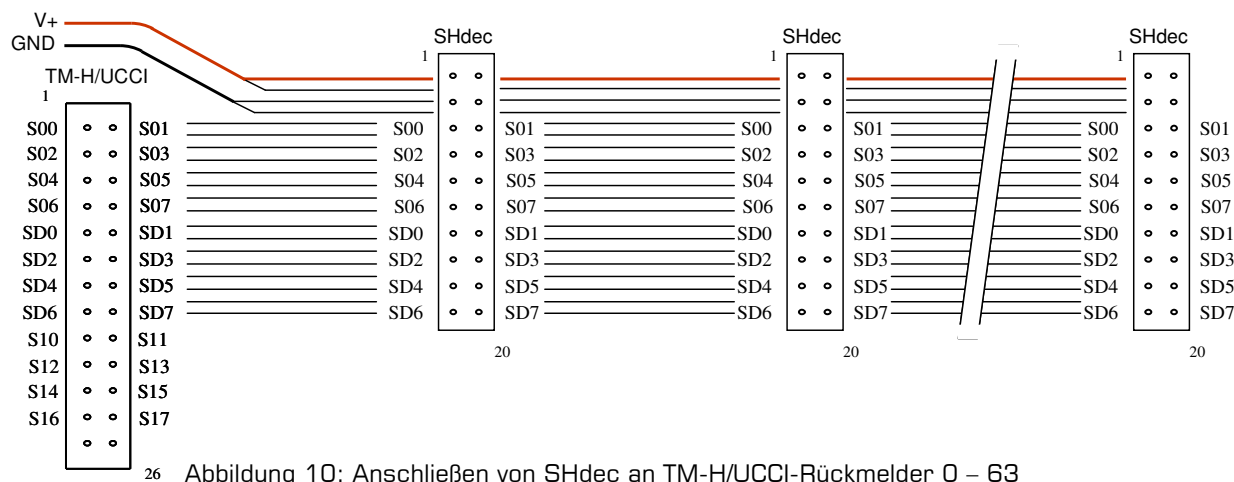 V+
GND
TM-H/UCCI
SHdec SHdec SHdec
1 1 1 1
S00 S01 S00 S01 S00 S01 S00 S01
S02 S03 S02 S03 S02 S03 S02 S03
S04 S05 S04 S05 S04 S05 S04 S05
S06 S07 S06 S07 S06 S07 S06 S07
SD0 SD1 SD0 SD1 SD0 SD1 SD0 SD1
SD2 SD3 SD2 SD3 SD2 SD3 SD2 SD3
SD4 SD5 SD4 SD5 SD4 SD5 SD4 SD5
SD6 SD7 SD6 SD7 SD6 SD7 SD6 SD7
S10 S11
20 20 20
S12 S13
S14 S15
S16 S17
26 Abbildung 10: Anschließen von SHdec an TM-H/UCCI-Rückmelder 0 – 63